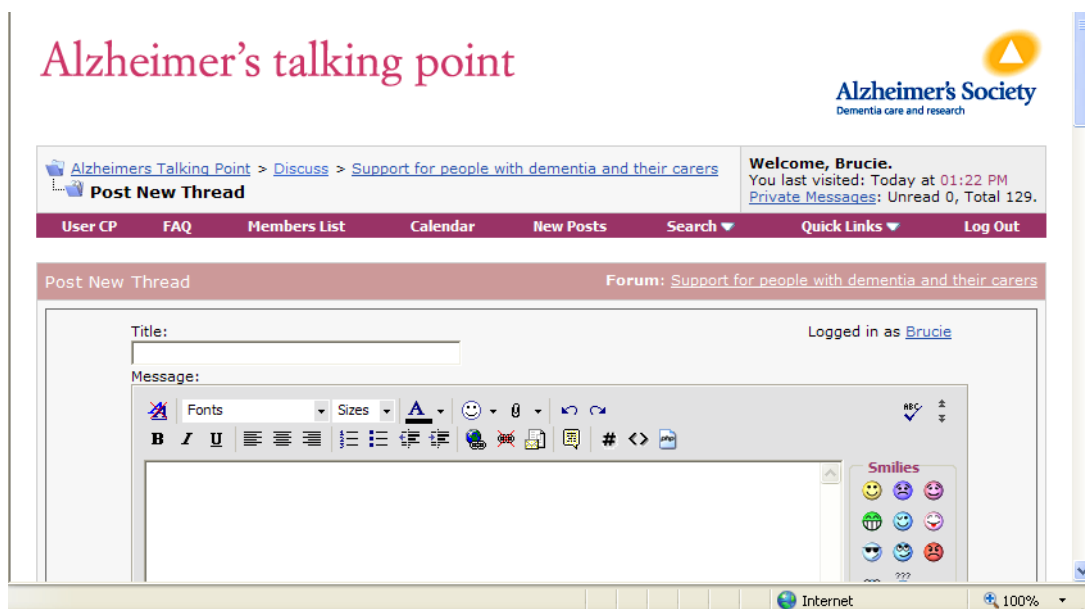 Alzheimer's talking point
Alzheimer's Society
Dementia care and research
Alzheimers Talking Point > Discuss > Support for people with dementia and their carers
Post New Thread
Welcome, Brucie.
You last visited: Today at 01:22 PM
Private Messages: Unread 0, Total 129.
User CP FAQ Members List Calendar New Posts Search Quick Links Log Out
Post New Thread Forum: Support for people with dementia and their carers
Title: Logged in as Brucie
Message:
Fonts Sizes A ABC
B I U # <> php
Smilies
???
Internet 100%